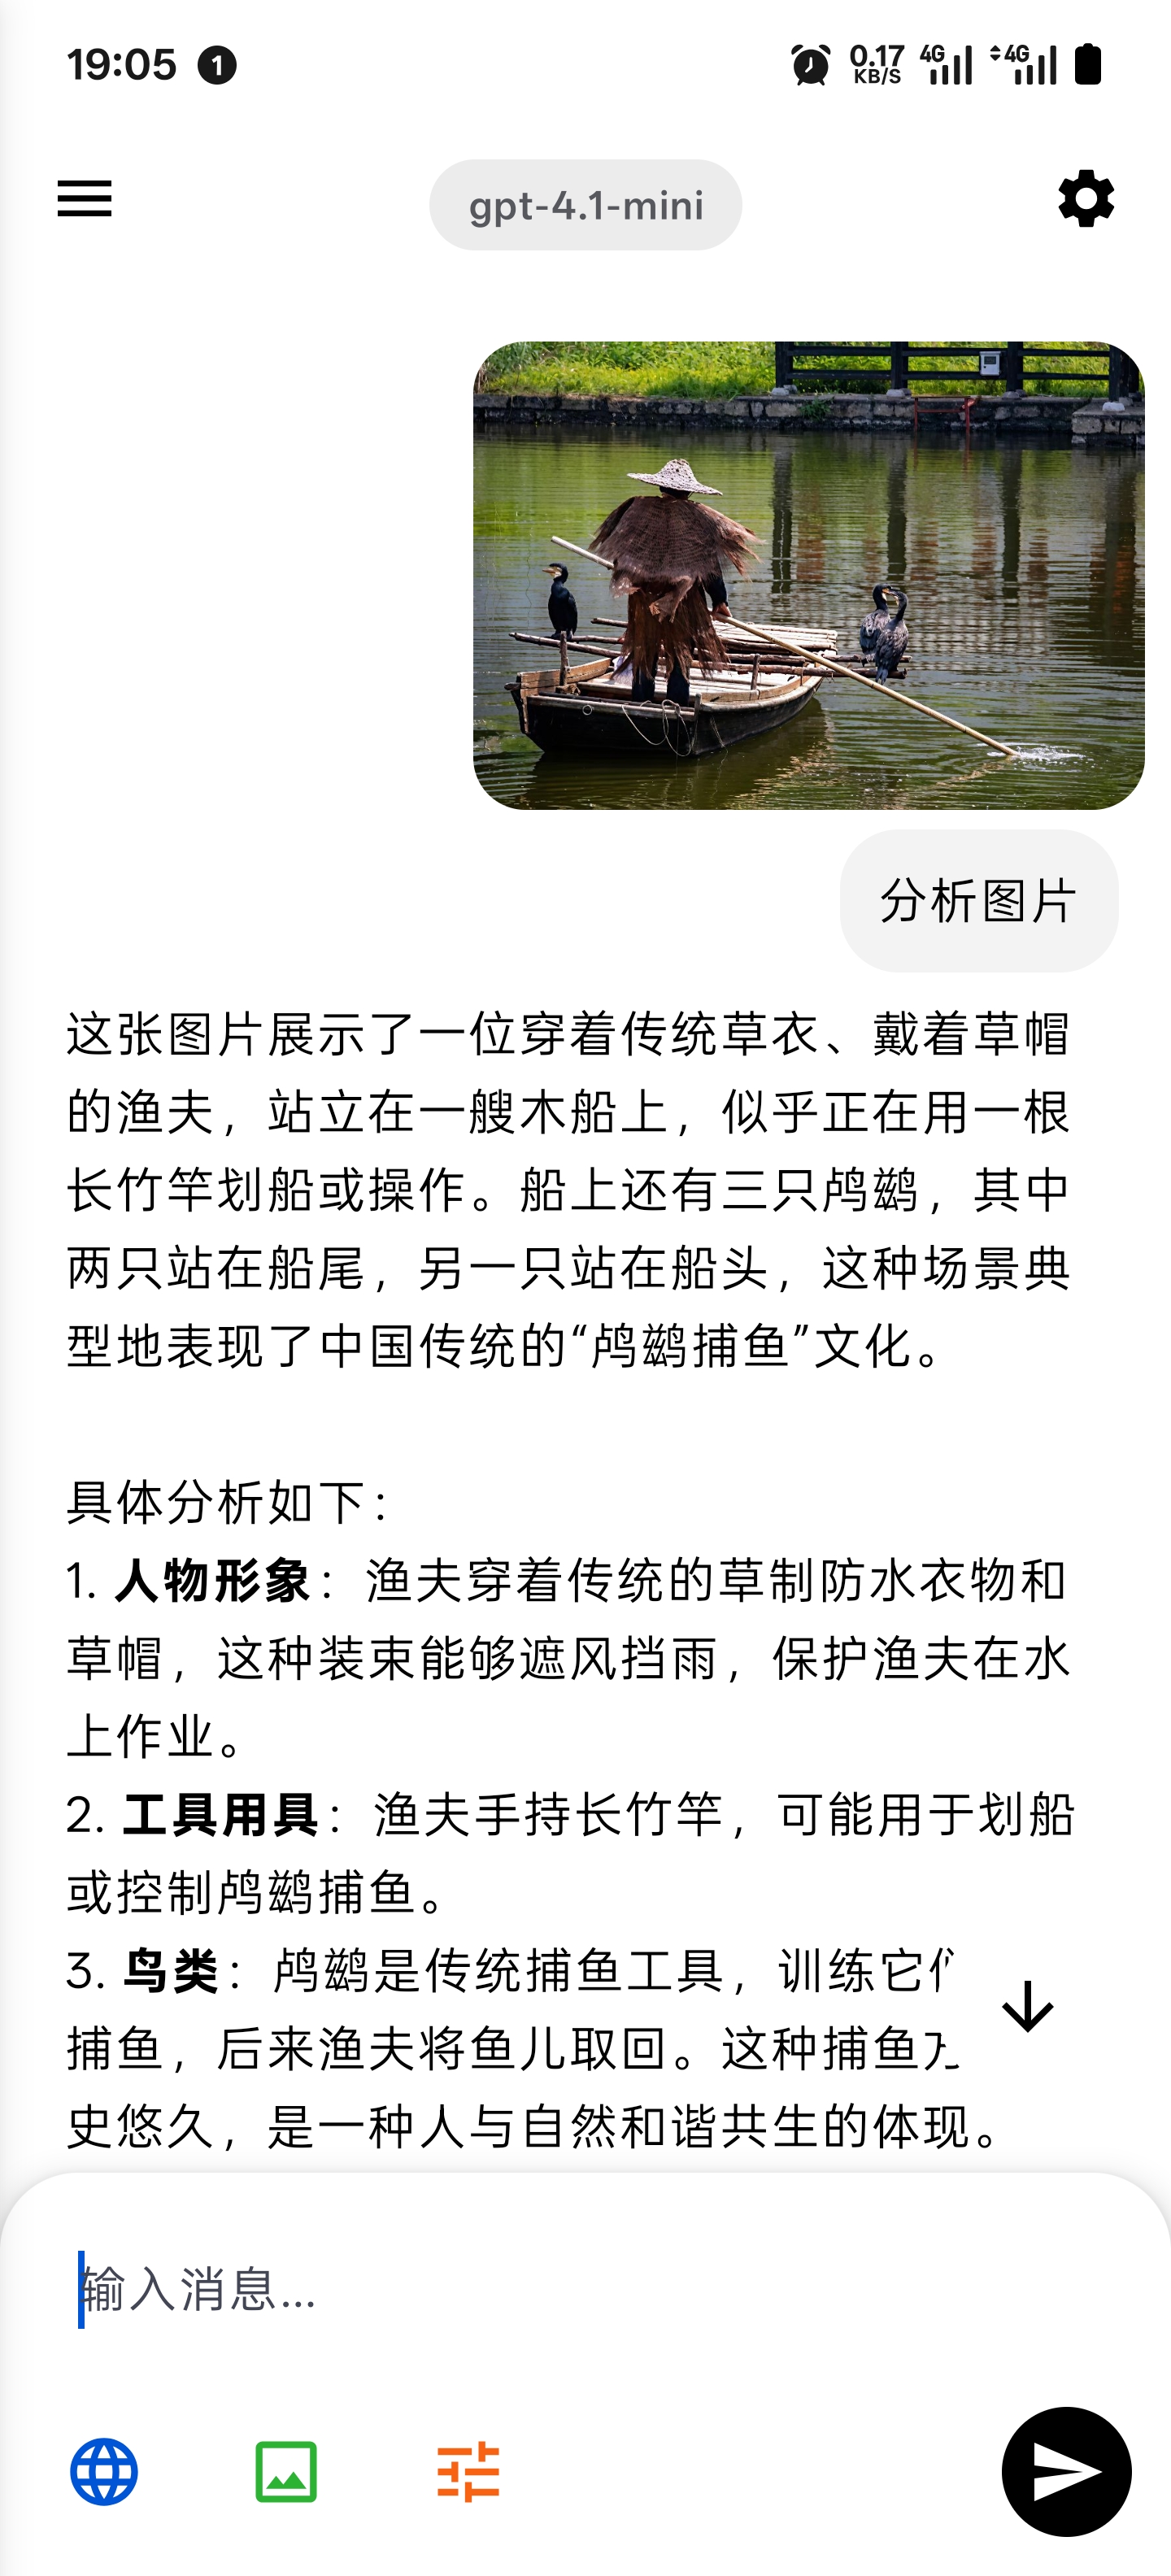 19:05 1 0.17 KB/S 4G 4G
gpt-4.1-mini
分析图片
这张图片展示了一位穿着传统草衣、戴着草帽
的渔夫，站立在一艘木船上，似乎正在用一根
长竹竿划船或操作。船上还有三只鸬鹚，其中
两只站在船尾，另一只站在船头，这种场景典
型地表现了中国传统的“鸬鹚捕鱼”文化。
具体分析如下：
1. 人物形象：渔夫穿着传统的草制防水衣物和
草帽，这种装束能够遮风挡雨，保护渔夫在水
上作业。
2. 工具用具：渔夫手持长竹竿，可能用于划船
或控制鸬鹚捕鱼。
3. 鸟类：鸬鹚是传统捕鱼工具，训练它
捕鱼，后来渔夫将鱼儿取回。这种捕鱼
史悠久，是一种人与自然和谐共生的体现。
输入消息...